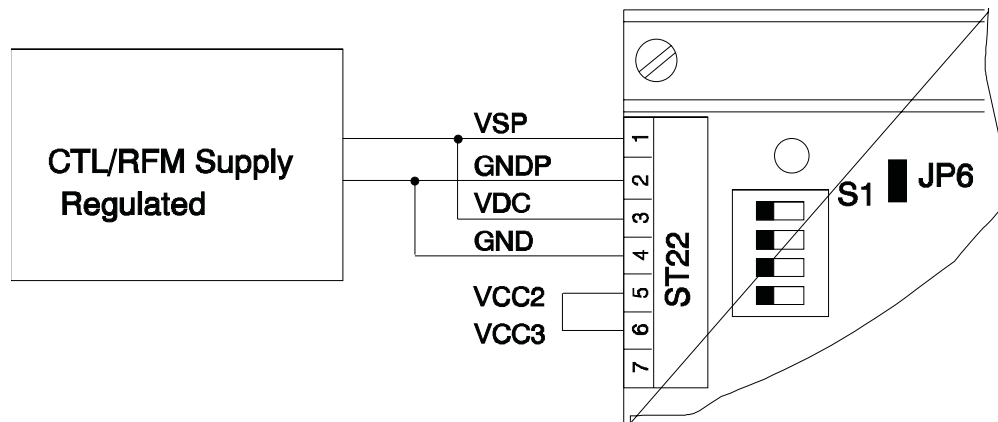 CTL/RFM Supply
Regulated
VSP
GNDP
VDC
GND
VCC2
VCC3
1
2
3
4
5
6
7
ST22
S1
JP6